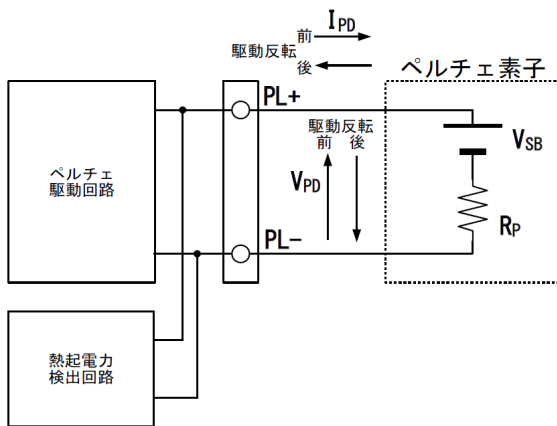 I_PD
前
駆動反転
後
ペルチェ素子
PL+
ペルチェ
駆動回路
駆動反転
前 後
V_PD
V_SB
R_P
PL-
熱起電力
検出回路